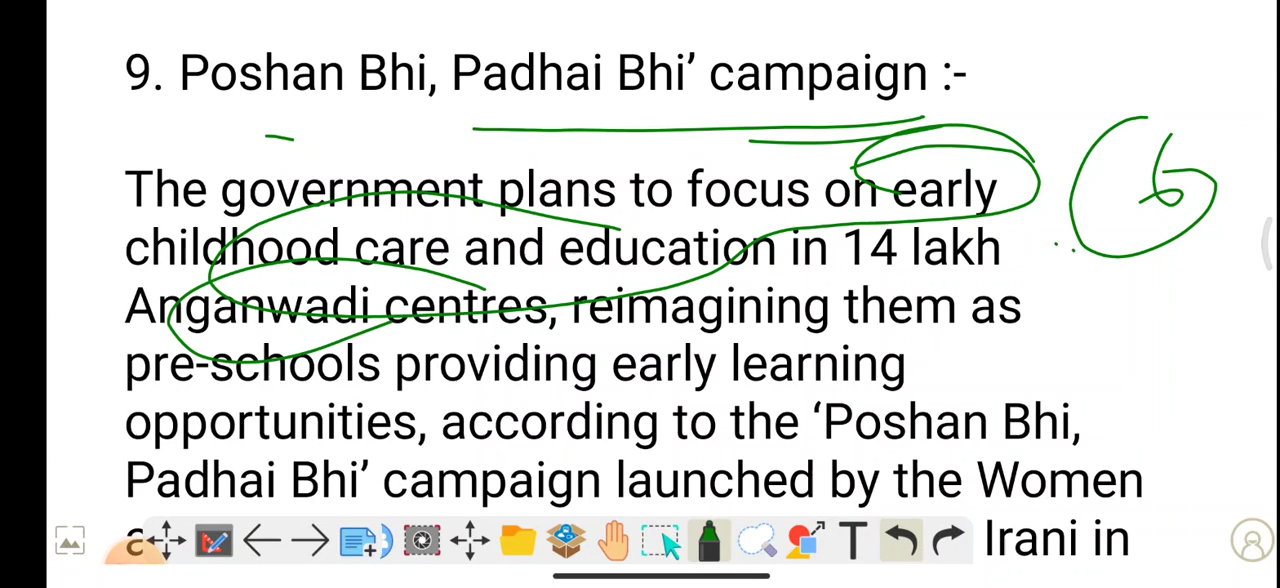 9. Poshan Bhi, Padhai Bhi’ campaign :-
The government plans to focus on early
childhood care and education in 14 lakh
Anganwadi centres, reimagining them as
pre-schools providing early learning
opportunities, according to the ‘Poshan Bhi,
Padhai Bhi’ campaign launched by the Women
Irani in
6
T